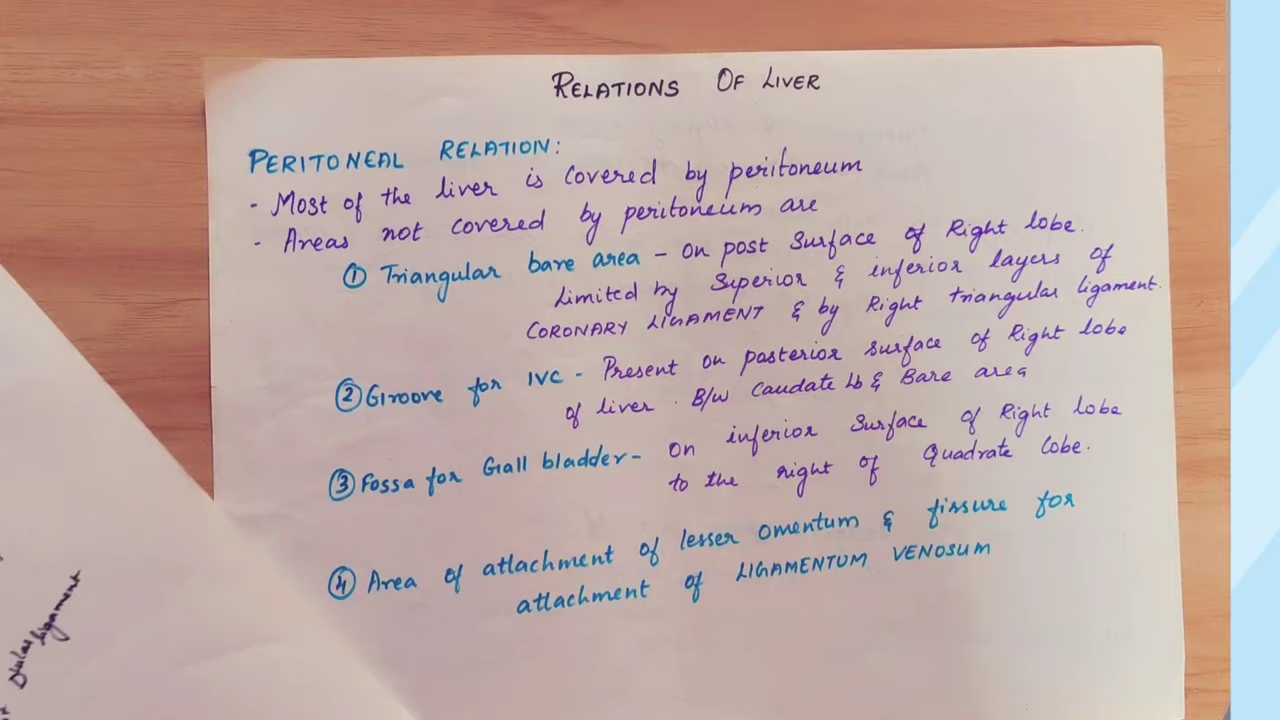 RELATIONS OF LIVER
PERITONEAL RELATION:
- Most of the liver is covered by peritoneum
- Areas not covered by peritoneum are
① Triangular bare area - on post surface of Right lobe.
Limited by Superior & inferior layers of
CORONARY LIGAMENT & by Right triangular ligament.
② Groove for IVC - Present on posterior surface of Right lobe
of liver. B/w Caudate Lb & Bare area
③ Fossa for Gall bladder - on inferior Surface of Right lobe
to the right of Quadrate lobe.
④ Area of attachment of lesser omentum & fissure for
attachment of LIGAMENTUM VENOSUM
ligament